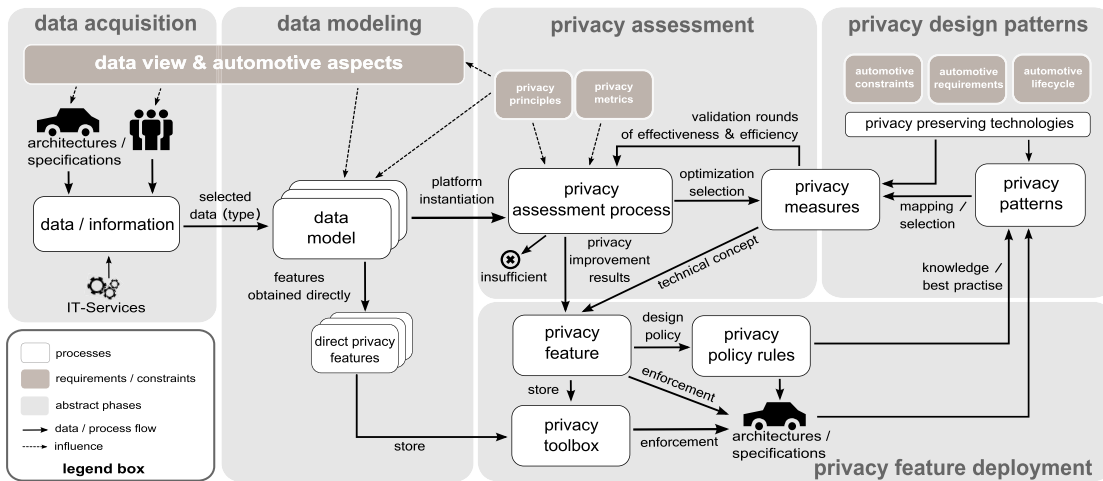 data acquisition
data modeling
privacy assessment
privacy design patterns
data view & automotive aspects
privacy
principles
privacy
metrics
automotive
constraints
automotive
requirements
automotive
lifecycle
privacy preserving technologies
architectures /
specifications
validation rounds
of effectiveness & efficiency
data / information
selected
data (type)
data
model
platform
instantiation
privacy
assessment process
optimization
selection
privacy
measures
mapping /
selection
privacy
patterns
IT-Services
features
obtained directly
insufficient
privacy
improvement
results
technical concept
knowledge /
best practise
direct privacy
features
privacy
feature
design
policy
privacy
policy rules
store
enforcement
store
privacy
toolbox
enforcement
architectures /
specifications
privacy feature deployment
processes
requirements / constraints
abstract phases
data / process flow
influence
legend box